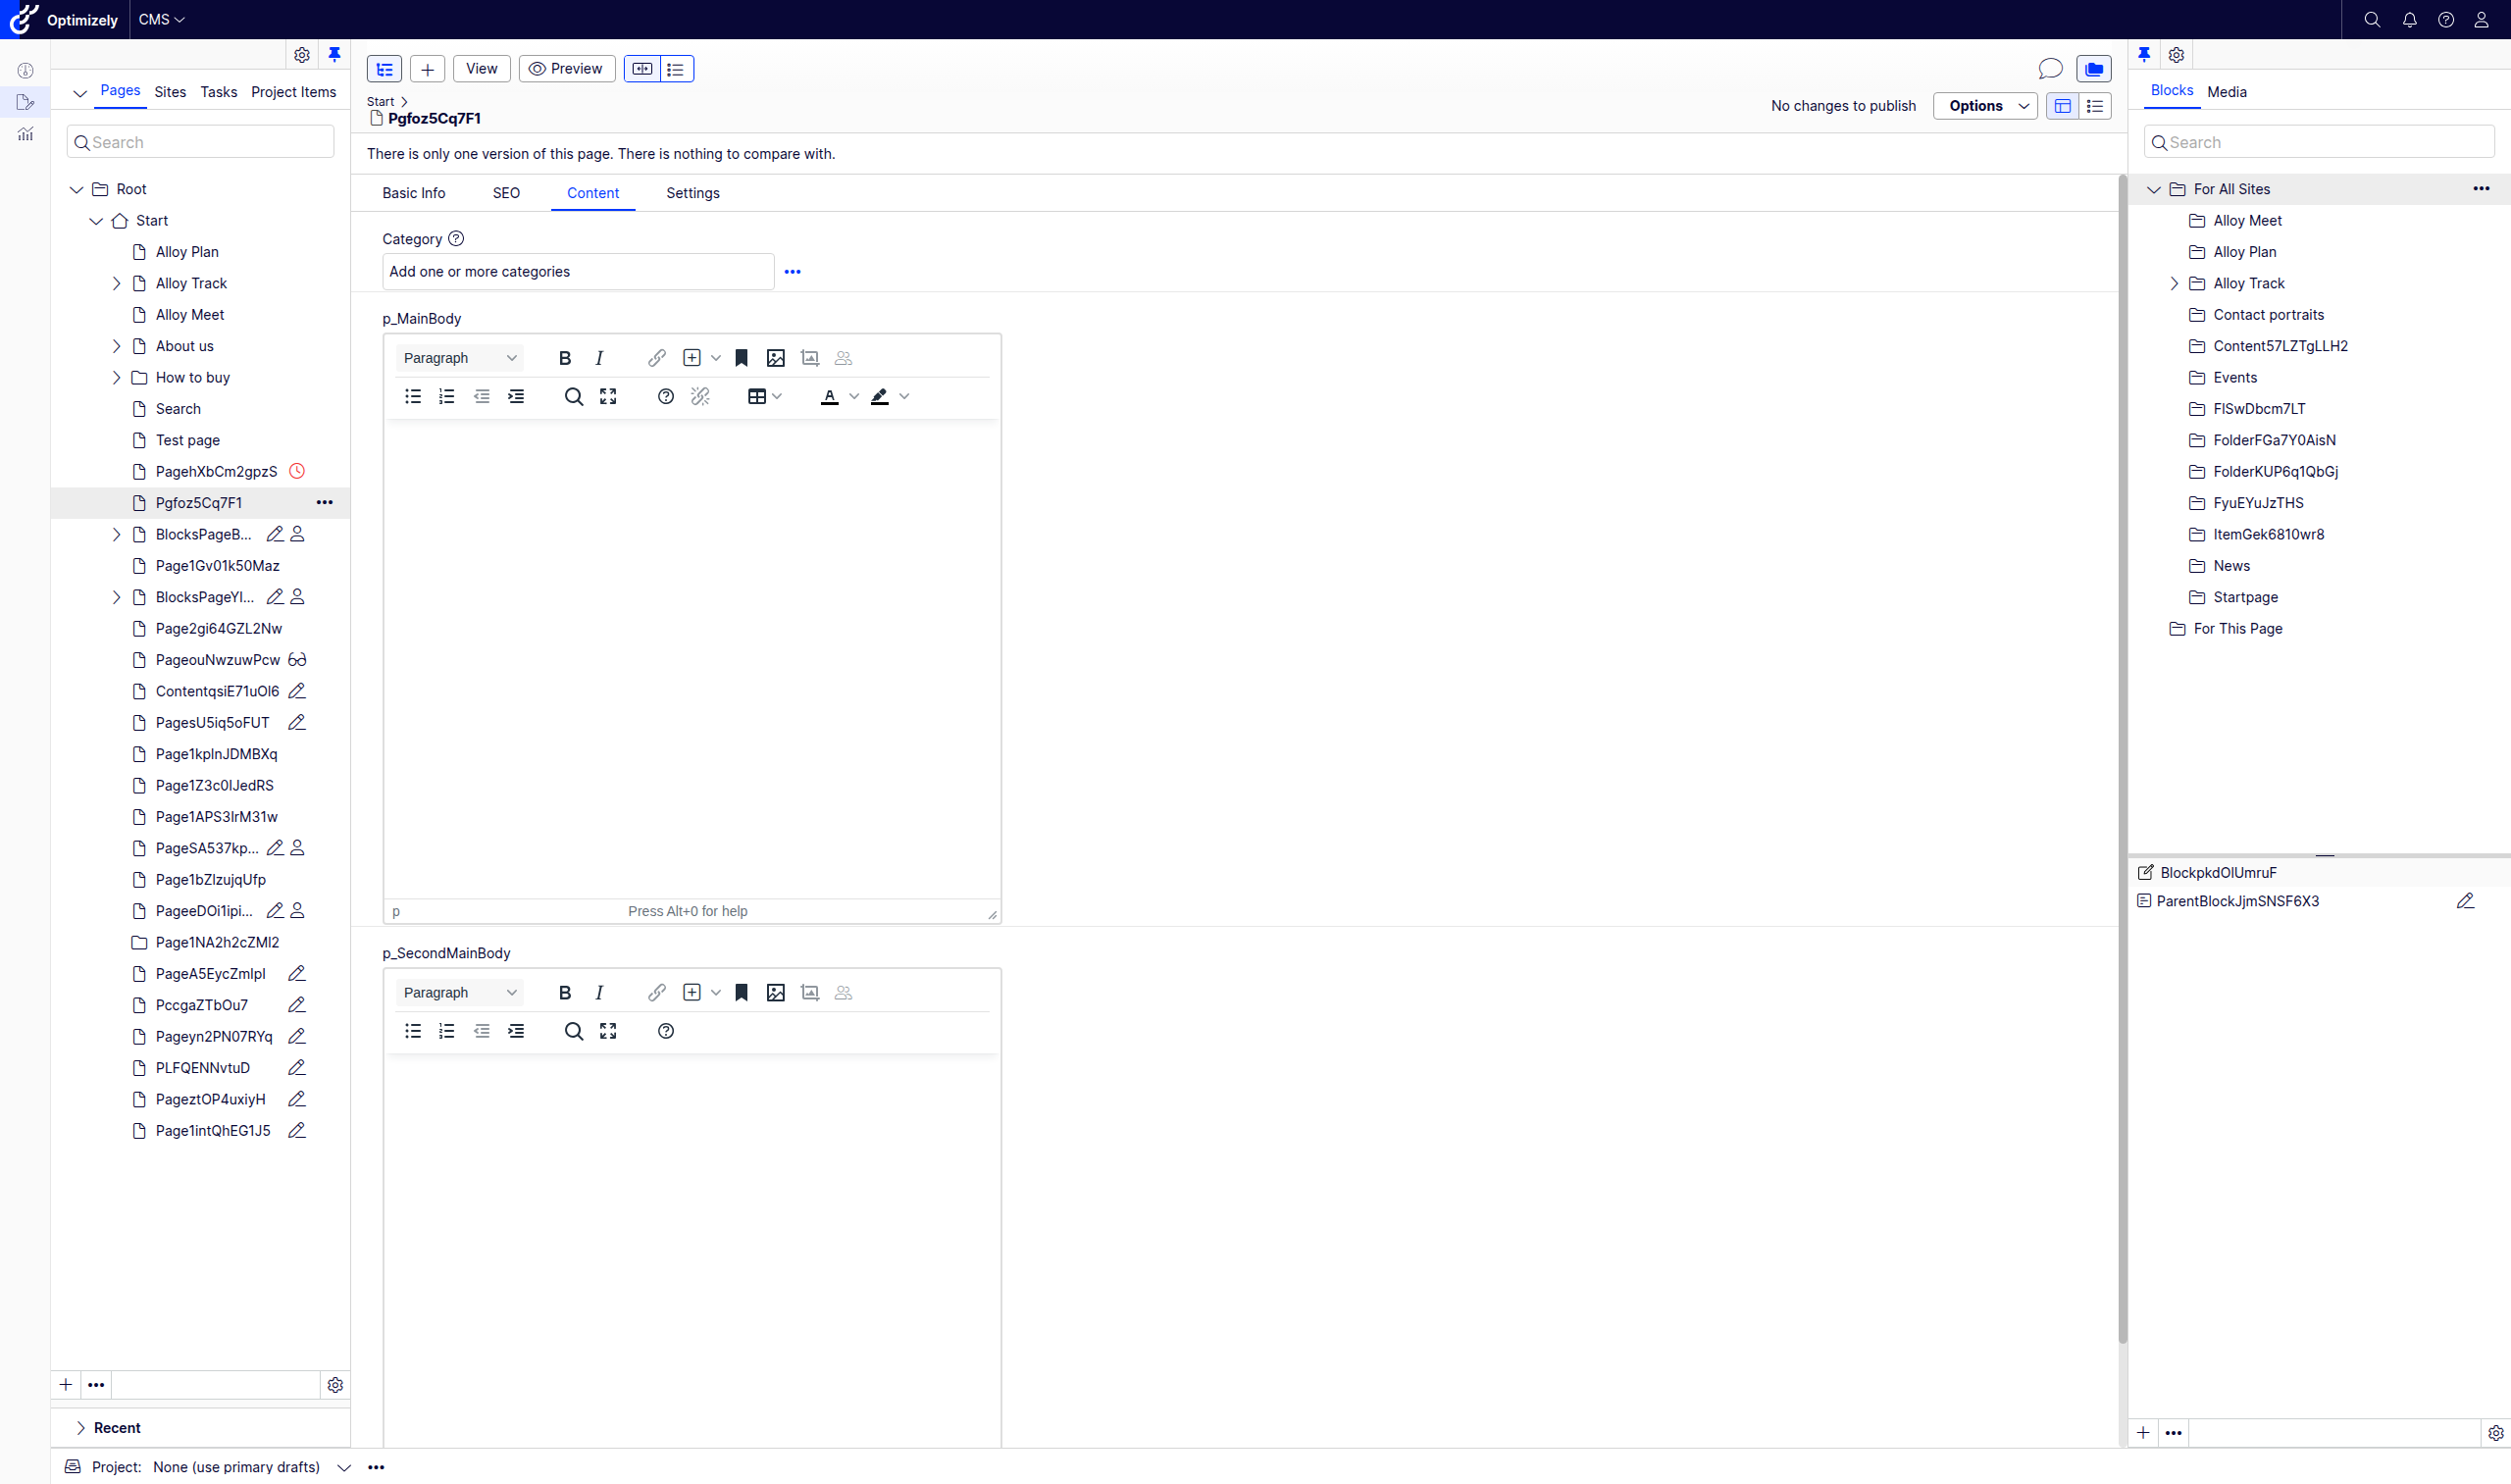 Optimizely
CMS
Pages Sites Tasks Project Items
Search
Root
Start
Alloy Plan
Alloy Track
Alloy Meet
About us
How to buy
Search
Test page
PagehXbCm2gpzS
Pgfoz5Cq7F1
BlocksPageB...
Page1Gv01k50Maz
BlocksPageYI...
Page2gi64GZL2Nw
PageouNwzuwPcw
ContentqsiE71uOl6
PagesU5iq5oFUT
Page1kpInJDMBXq
Page1Z3c0lJedRS
Page1APS3lrM31w
PageSA537kp...
Page1bZlzujqUfp
PageeDOi1ipi...
Page1NA2h2cZMI2
PageA5EycZmlpl
PccgaZTbOu7
Pageyn2PN07RYq
PLFQENNvtuD
PageztOP4uxiyH
Page1intQhEG1J5
Recent
Project: None (use primary drafts)
View
Preview
Start
Pgfoz5Cq7F1
No changes to publish
Options
There is only one version of this page. There is nothing to compare with.
Basic Info SEO Content Settings
Category
Add one or more categories
p_MainBody
Paragraph
B I
A
p
Press Alt+0 for help
p_SecondMainBody
Paragraph
B I
Blocks Media
Search
For All Sites
Alloy Meet
Alloy Plan
Alloy Track
Contact portraits
Content57LZTgLLH2
Events
FlSwDbcm7LT
FolderFGa7Y0AisN
FolderKUP6q1QbGj
FyuEYuJzTHS
ItemGek6810wr8
News
Startpage
For This Page
BlockpkdOlUmruF
ParentBlockJjmSNSF6X3